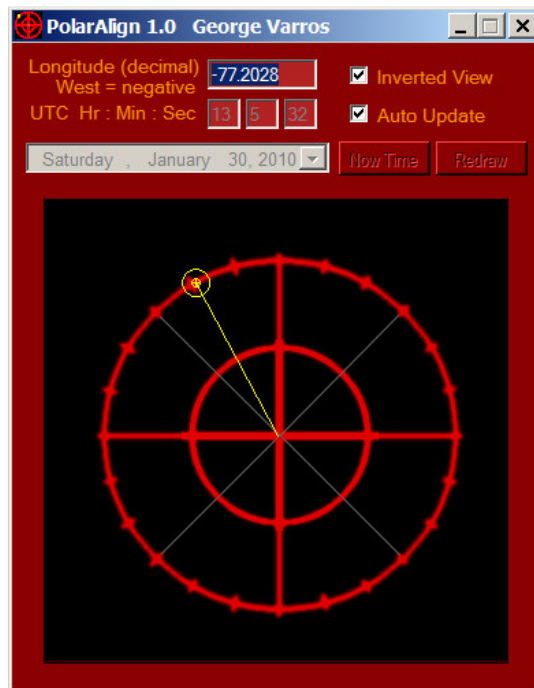 PolarAlign 1.0 George Varros
Longitude (decimal)
West = negative
-77.2028
Inverted View
UTC Hr : Min : Sec
13 5 32
Auto Update
Saturday , January 30, 2010
Now Time
Redraw